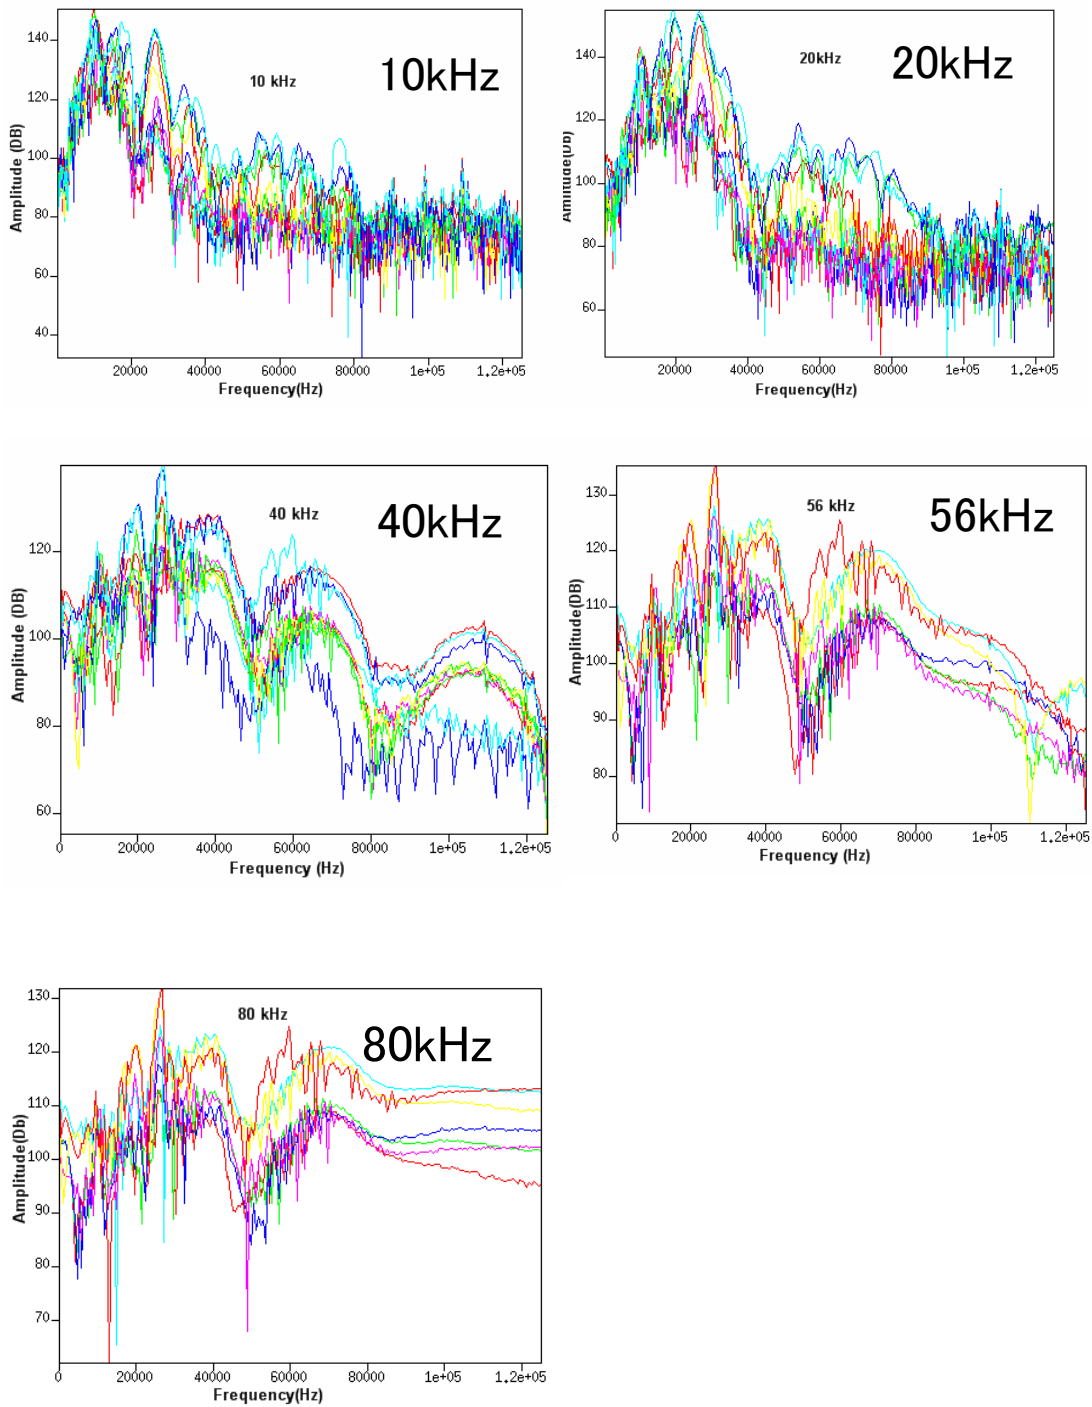 140
120
100
80
60
40
Amplitude (DB)
10 kHz
10kHz
20000 40000 60000 80000 1e+05 1.2e+05
Frequency(Hz)
140
120
100
80
60
Amplitude(DB)
20kHz
20kHz
20000 40000 60000 80000 1e+05 1.2e+05
Frequency(Hz)
120
100
80
60
Amplitude (DB)
40 kHz
40kHz
0 20000 40000 60000 80000 1e+05 1.2e+05
Frequency (Hz)
130
120
110
100
90
80
Amplitude(DB)
56 kHz
56kHz
0 20000 40000 60000 80000 1e+05 1.2e+05
Frequency (Hz)
130
120
110
100
90
80
70
Amplitude(Db)
80 kHz
80kHz
0 20000 40000 60000 80000 1e+05 1.2e+05
Frequency(Hz)